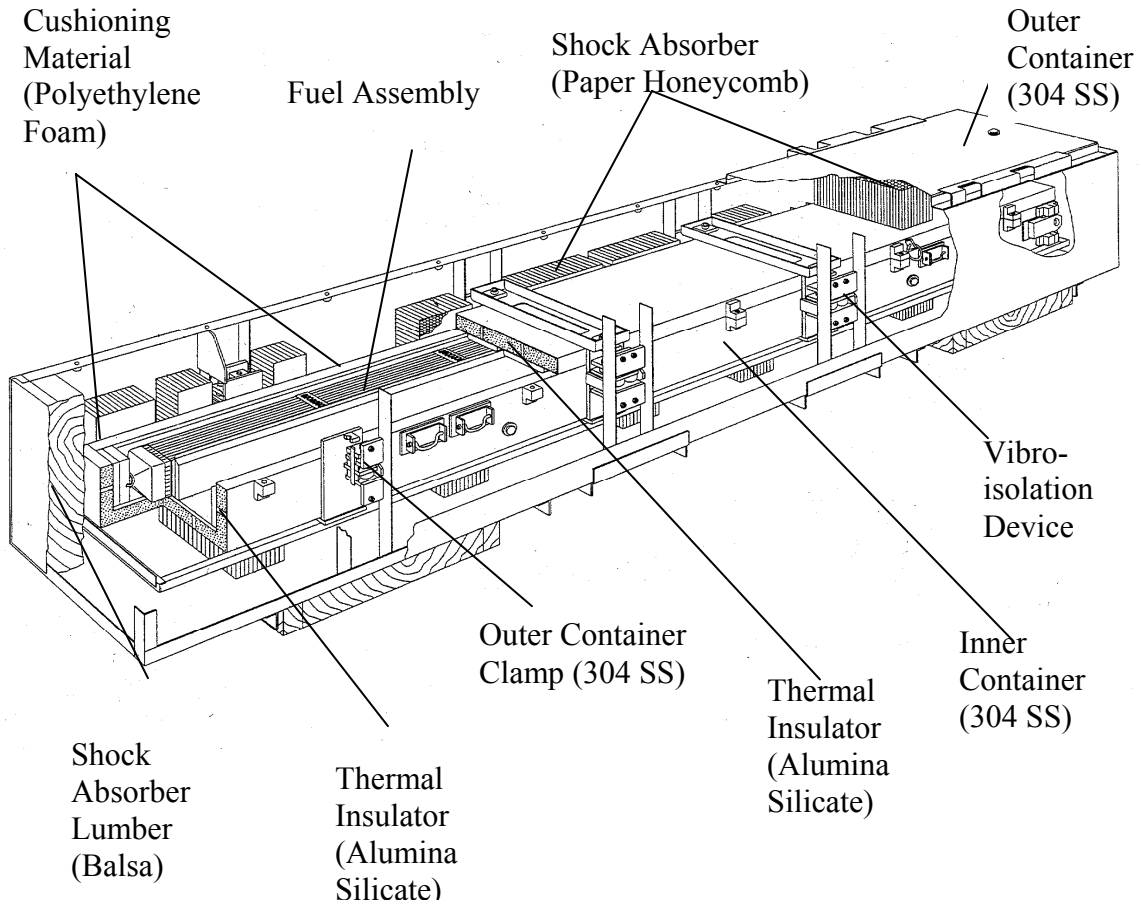 Cushioning
Material
(Polyethylene
Foam)
Fuel Assembly
Shock Absorber
(Paper Honeycomb)
Outer
Container
(304 SS)
Vibro-
isolation
Device
Inner
Container
(304 SS)
Thermal
Insulator
(Alumina
Silicate)
Outer Container
Clamp (304 SS)
Thermal
Insulator
(Alumina
Silicate)
Shock
Absorber
Lumber
(Balsa)